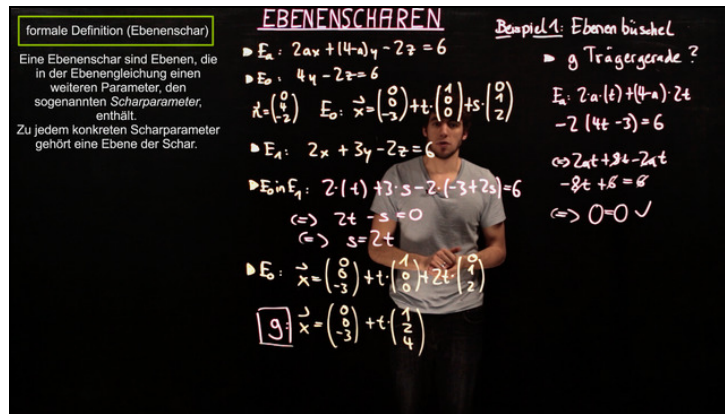 formale Definition (Ebenenschar)
Eine Ebenenschar sind Ebenen, die
in der Ebenengleichung einen
weiteren Parameter, den
sogenannten Scharparameter,
enthält.
Zu jedem konkreten Scharparameter
gehört eine Ebene der Schar.
EBENENSCHAREN
E_a: 2ax+(4-a)y-2z=6
E_0: 4y-2z=6
n⃗=(0 4 -2) E_0: x⃗=(0 0 -3)+t·(1 0 0)+s·(0 1 2)
E_1: 2x+3y-2z=6
E_0 in E_1: 2·(t)+3·s-2·(-3+2s)=6
(=) 2t-s=0
(=) s=2t
E_0: x⃗=(0 0 -3)+t·(1 0 0)+2t·(0 1 2)
g: x⃗=(0 0 -3)+t·(1 2 4)
Beispiel 1: Ebenenbüschel
g Trägergerade?
E_a: 2·a·(t)+(4-a)·2t
-2(4t-3)=6
<=> 2at+8t-2at
-8t+6=6
<=> 0=0 ✓